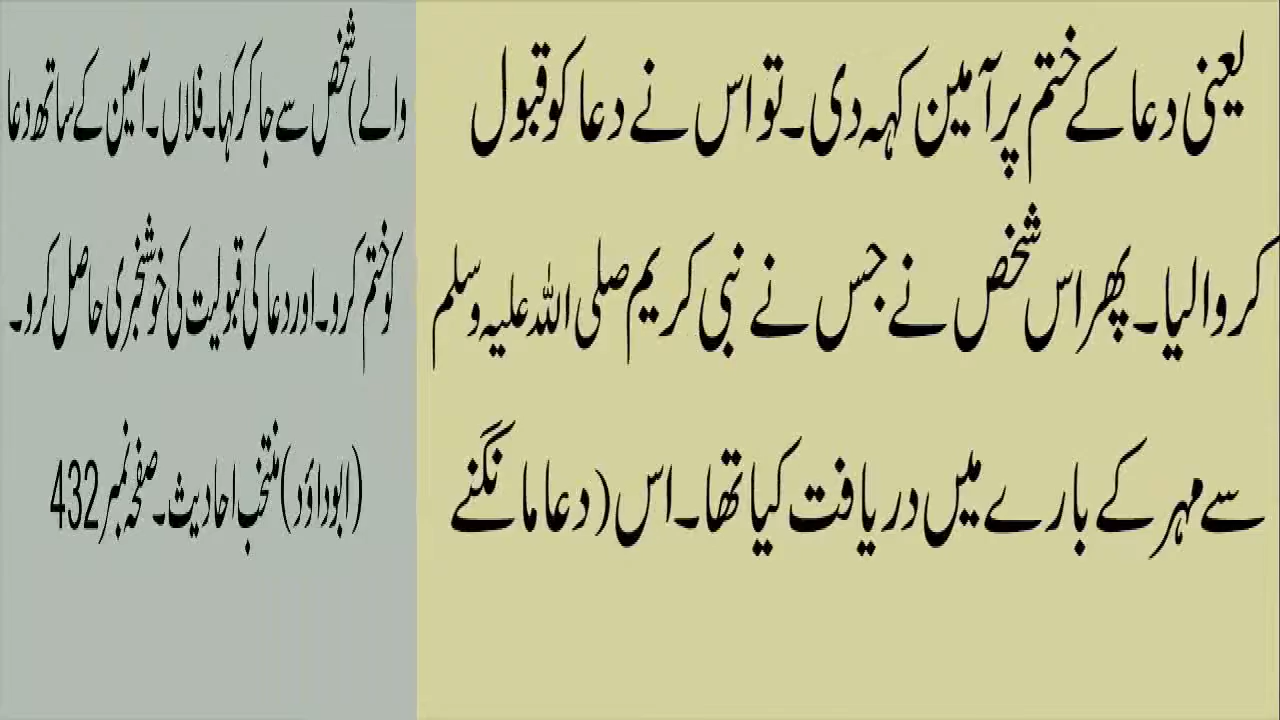 یعنی دعا کے ختم پر آمین کہہ دی۔ تو اس نے دعا کو قبول
کروالیا۔ پھر اس شخص نے جس نے نبی کریم صلی اللہ علیہ وسلم
سے مہر کے بارے میں دریافت کیا تھا۔ اس (دعا مانگنے
والے) شخص سے جا کر کہا۔ فلاں۔ آمین کے ساتھ دعا
کو ختم کرو۔ اور دعا کی قبولیت کی خوشخبری حاصل کرو۔
(ابوداؤد) منتخب احادیث۔ صفحہ نمبر 432